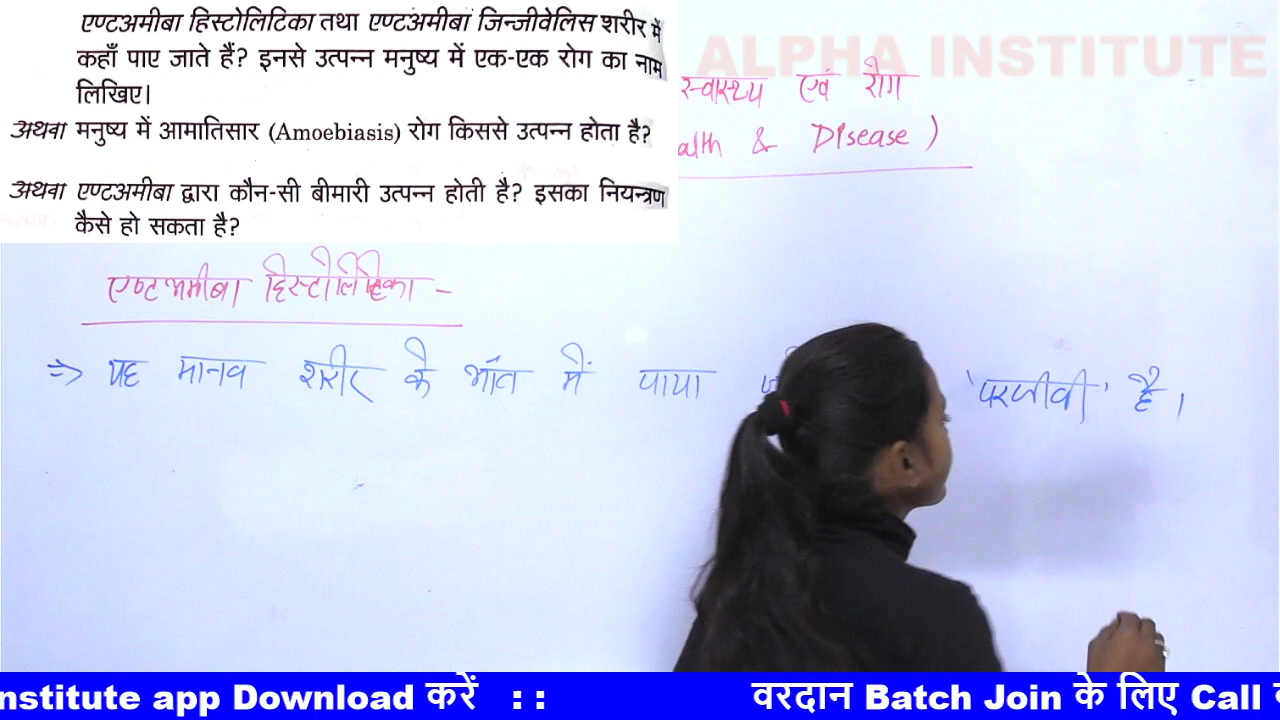 एण्टअमीबा हिस्टोलिटिका तथा एण्टअमीबा जिन्जीवेलिस शरीर में
कहाँ पाए जाते हैं? इनसे उत्पन्न मनुष्य में एक-एक रोग का नाम
लिखिए।
अथवा मनुष्य में आमातिसार (Amoebiasis) रोग किससे उत्पन्न होता है?
अथवा एण्टअमीबा द्वारा कौन-सी बीमारी उत्पन्न होती है? इसका नियन्त्रण
कैसे हो सकता है?
ALPHA INSTITUTE
स्वास्थ्य एवं रोग
alth & Disease )
एण्टअमीबा हिस्टोलिटिका -
⇒ यह मानव शरीर के आंत में पाया 'परजीवी' है।
nstitute app Download करें : : वरदान Batch Join के लिए Call